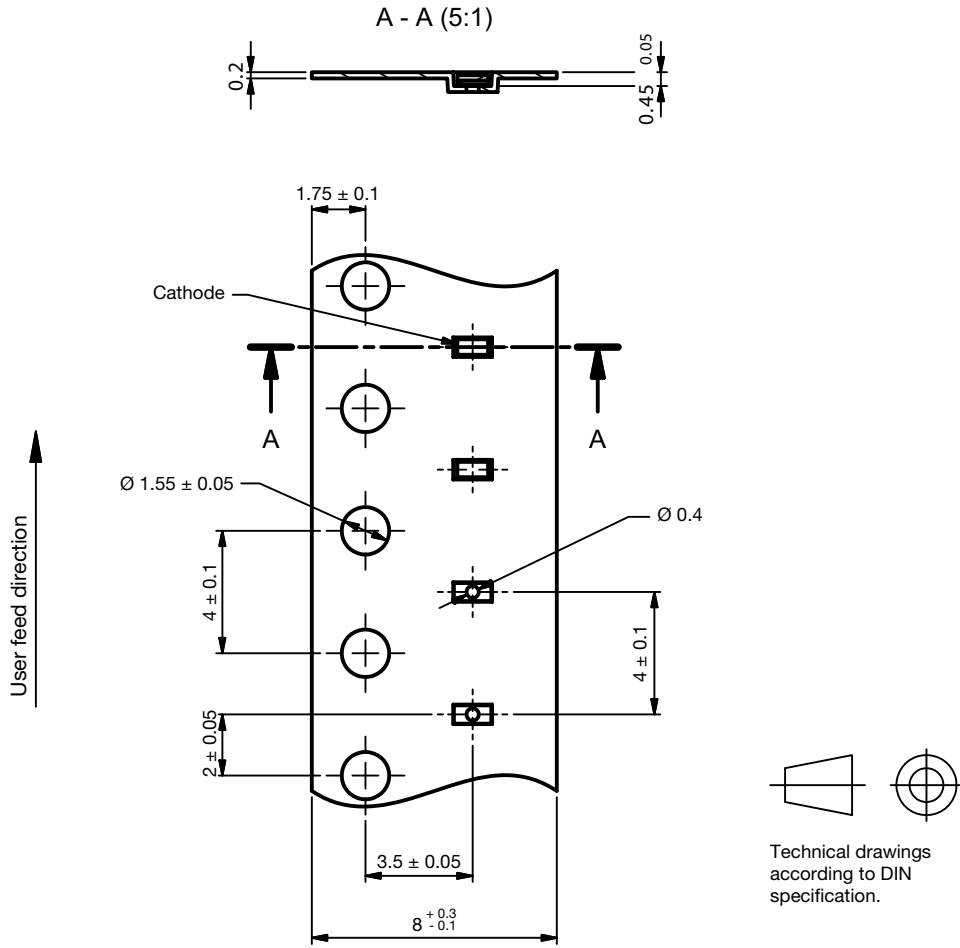 A - A (5:1)
0.2
0.05
0.45
1.75 ± 0.1
Cathode
A
A
Ø 1.55 ± 0.05
Ø 0.4
User feed direction
4 ± 0.1
4 ± 0.1
2 ± 0.05
3.5 ± 0.05
8 + 0.3 - 0.1
Technical drawings
according to DIN
specification.